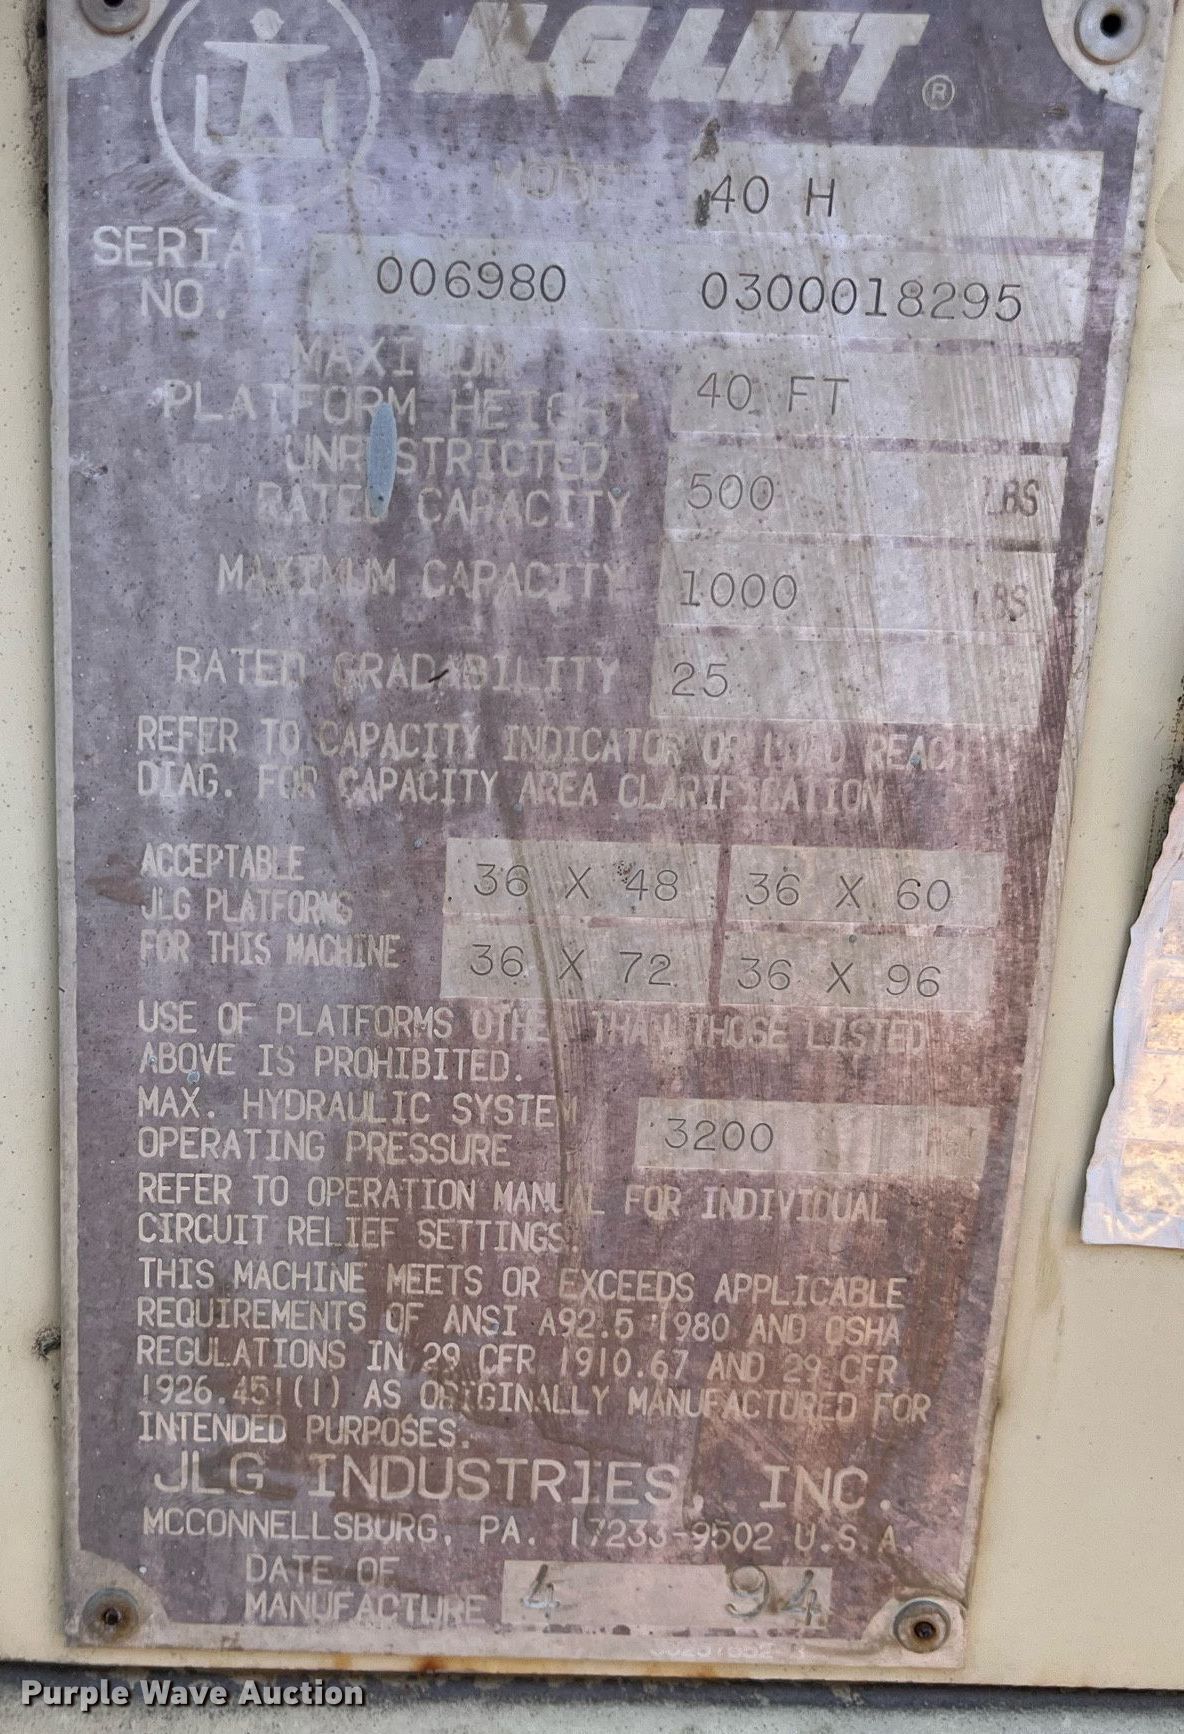 JLG LIFT ®
MODEL 40 H
SERIAL
NO. 006980 0300018295
MAXIMUM
PLATFORM HEIGHT 40 FT
UNRESTRICTED
RATED CAPACITY 500 LBS
MAXIMUM CAPACITY 1000 LBS
RATED GRADABILITY 25
REFER TO CAPACITY INDICATOR OR LOAD REACH
DIAG. FOR CAPACITY AREA CLARIFICATION
ACCEPTABLE
JLG PLATFORMS
FOR THIS MACHINE
36 X 48 36 X 60
36 X 72 36 X 96
USE OF PLATFORMS OTHER THAN THOSE LISTED
ABOVE IS PROHIBITED.
MAX. HYDRAULIC SYSTEM
OPERATING PRESSURE 3200 PSI
REFER TO OPERATION MANUAL FOR INDIVIDUAL
CIRCUIT RELIEF SETTINGS.
THIS MACHINE MEETS OR EXCEEDS APPLICABLE
REQUIREMENTS OF ANSI A92.5 1980 AND OSHA
REGULATIONS IN 29 CFR 1910.67 AND 29 CFR
1926.451(1) AS ORIGINALLY MANUFACTURED FOR
INTENDED PURPOSES.
JLG INDUSTRIES, INC.
MCCONNELLSBURG, PA. 17233-9502 U.S.A.
DATE OF
MANUFACTURE 4 94
Purple Wave Auction